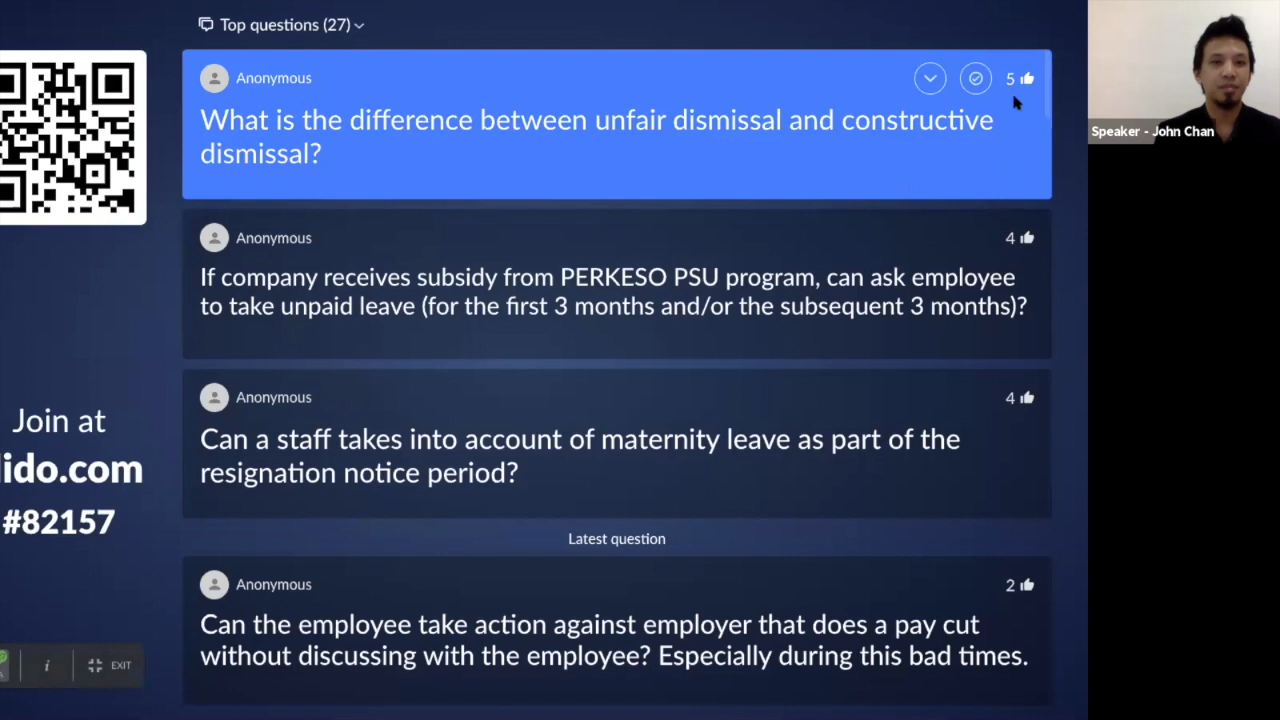 Top questions (27)
Anonymous
5
What is the difference between unfair dismissal and constructive
dismissal?
Anonymous
4
If company receives subsidy from PERKESO PSU program, can ask employee
to take unpaid leave (for the first 3 months and/or the subsequent 3 months)?
Anonymous
4
Can a staff takes into account of maternity leave as part of the
resignation notice period?
Latest question
Anonymous
2
Can the employee take action against employer that does a pay cut
without discussing with the employee? Especially during this bad times.
Join at
lido.com
#82157
i
EXIT
Speaker - John Chan